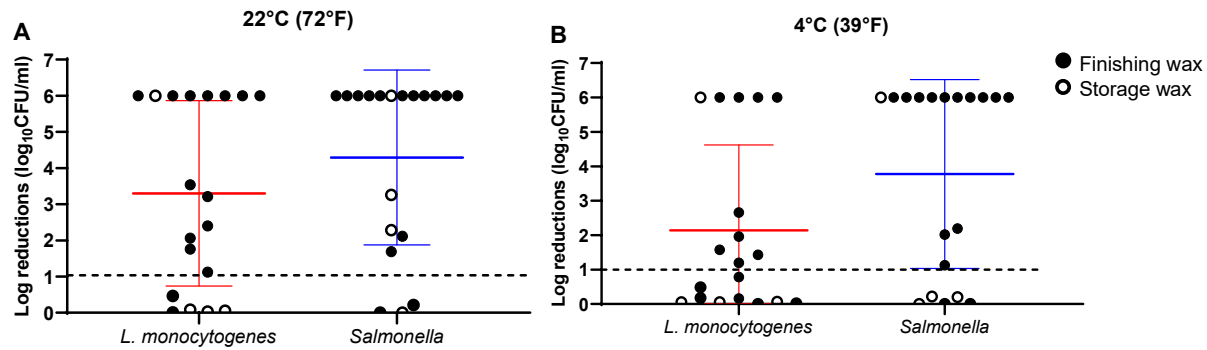 22°C (72°F)
A
Log reductions (log₁₀CFU/ml)
7
6
5
4
3
2
1
0
L. monocytogenes
Salmonella
4°C (39°F)
B
Log reductions (log₁₀CFU/ml)
7
6
5
4
3
2
1
0
L. monocytogenes
Salmonella
Finishing wax
Storage wax